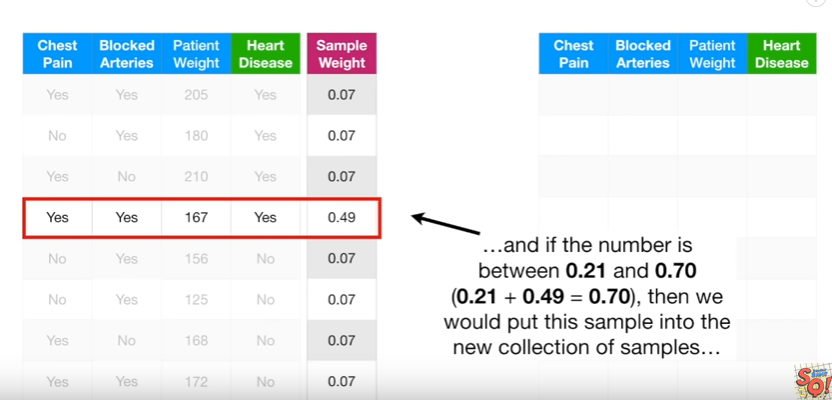 Chest Pain Blocked Arteries Patient Weight Heart Disease Sample Weight
Yes Yes 205 Yes 0.07
No Yes 180 Yes 0.07
Yes No 210 Yes 0.07
Yes Yes 167 Yes 0.49
No Yes 156 No 0.07
No Yes 125 No 0.07
Yes No 168 No 0.07
Yes Yes 172 No 0.07
Chest Pain Blocked Arteries Patient Weight Heart Disease
…and if the number is
between 0.21 and 0.70
(0.21 + 0.49 = 0.70), then we
would put this sample into the
new collection of samples…
SQ!